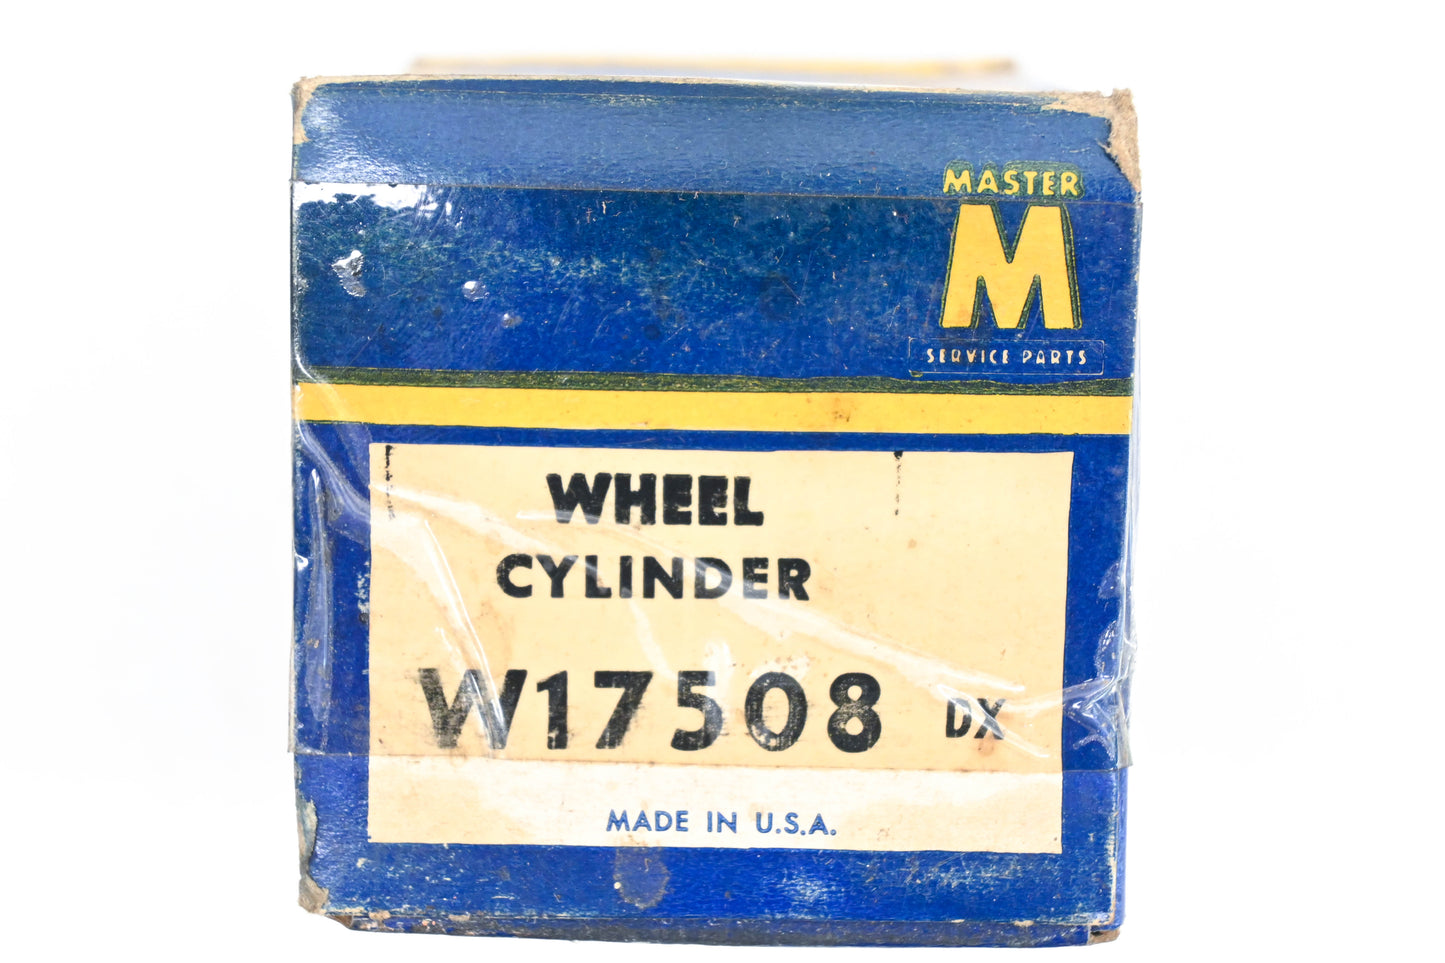 MASTER
M
SERVICE PARTS
WHEEL
CYLINDER
W17508 DX
MADE IN U.S.A.